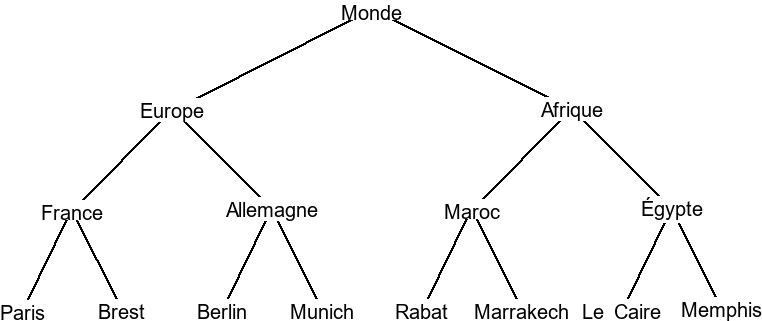 Monde
Europe Afrique
France Allemagne Maroc Égypte
Paris Brest Berlin Munich Rabat Marrakech Le Caire Memphis